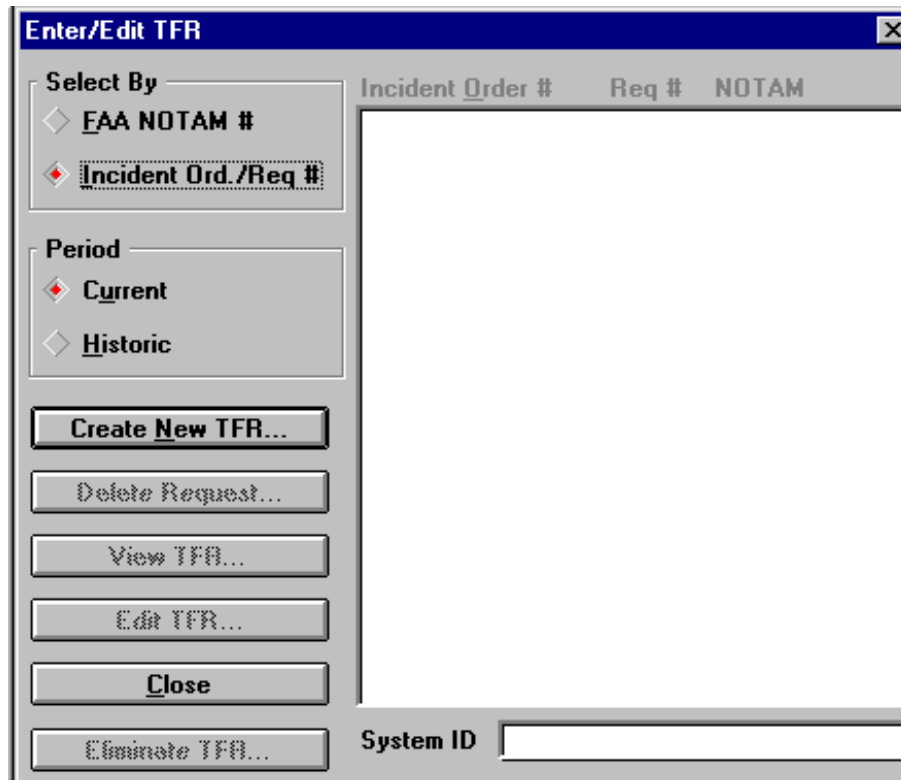 Enter/Edit TFR
Select By
FAA NOTAM #
Incident Ord./Req #
Period
Current
Historic
Create New TFR...
Delete Request...
View TFR...
Edit TFR...
Close
Eliminate TFR...
Incident Order # Req # NOTAM
System ID